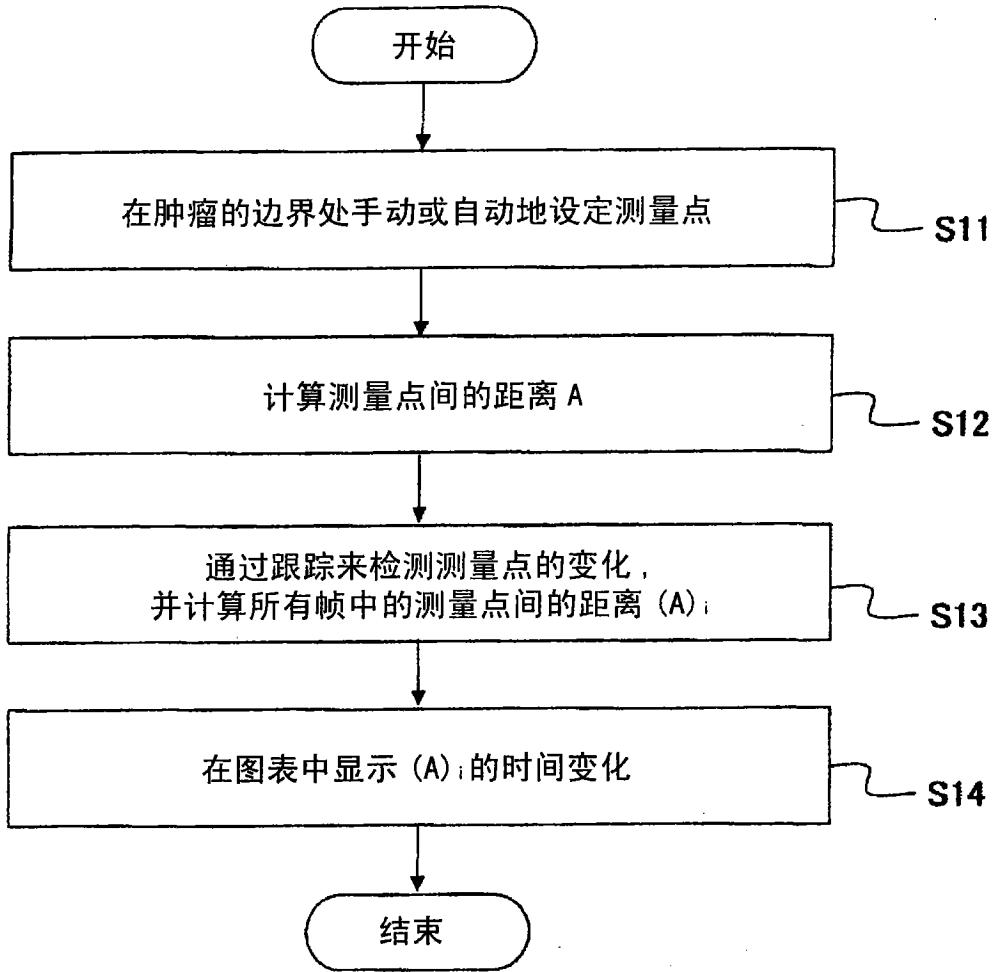 开始
在肿瘤的边界处手动或自动地设定测量点
S11
计算测量点间的距离 A
S12
通过跟踪来检测测量点的变化,
并计算所有帧中的测量点间的距离 (A) i
S13
在图表中显示 (A) i 的时间变化
S14
结束